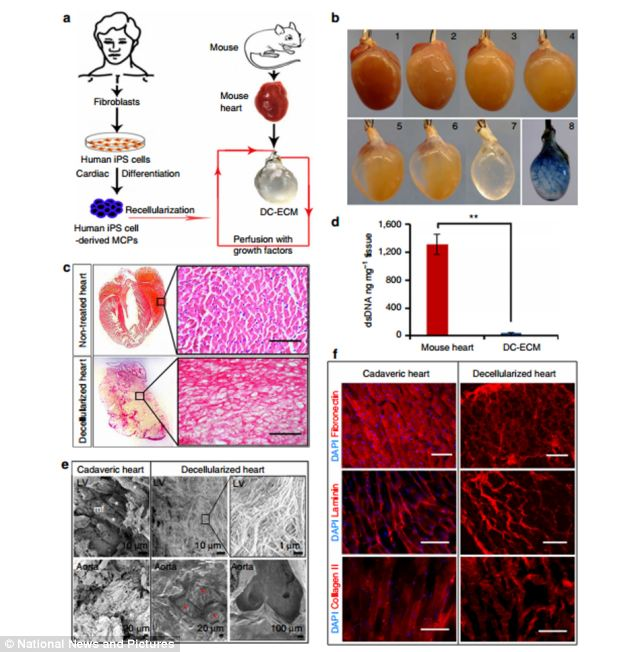 a
Mouse
Fibroblasts
Mouse
heart
Human iPS cells
Cardiac
Differentiation
Recellularization
Human iPS cell
-derived MCPs
DC-ECM
Perfusion with
growth factors
b
1
2
3
4
5
6
7
8
c
Non-treated heart
Decellularized heart
d
dsDNA ng mg⁻¹ tissue
1,600
1,200
800
400
0
**
Mouse heart
DC-ECM
e
Cadaveric heart
Decellularized heart
LV
mf
10 μm
LV
10 μm
LV
1 μm
Aorta
20 μm
Aorta
20 μm
Aorta
100 μm
f
Cadaveric heart
Decellularized heart
DAPI Fibronectin
DAPI Laminin
DAPI Collagen II
© National News and Pictures